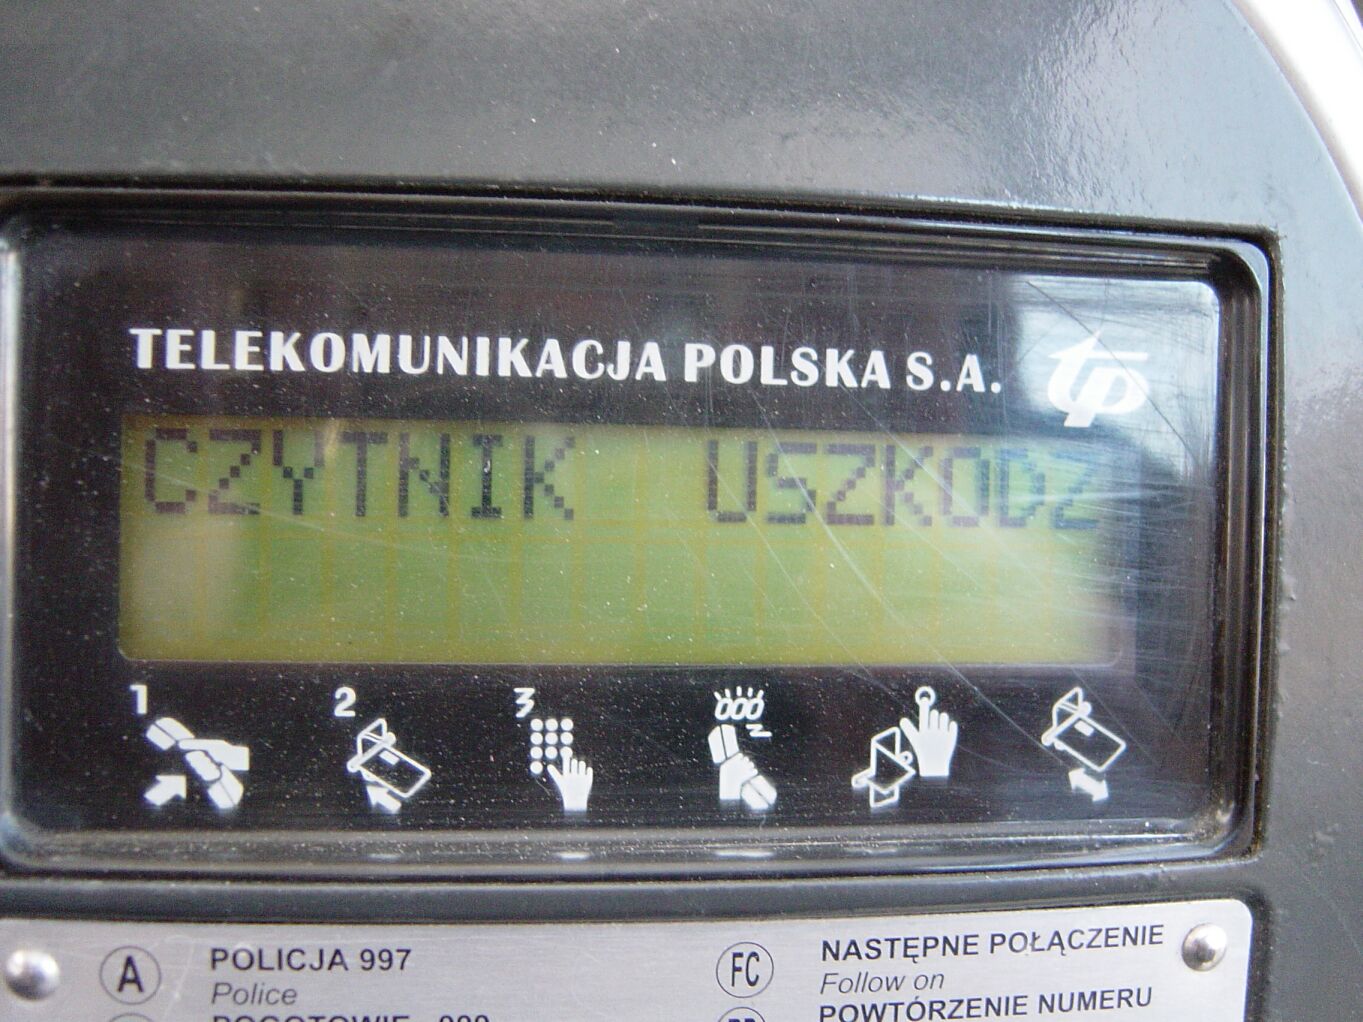 TELEKOMUNIKACJA POLSKA S.A. tp
CZYTNIK USZKODZ
1 2 3
A POLICJA 997
Police
FC NASTĘPNE POŁĄCZENIE
Follow on
POWTÓRZENIE NUMERU